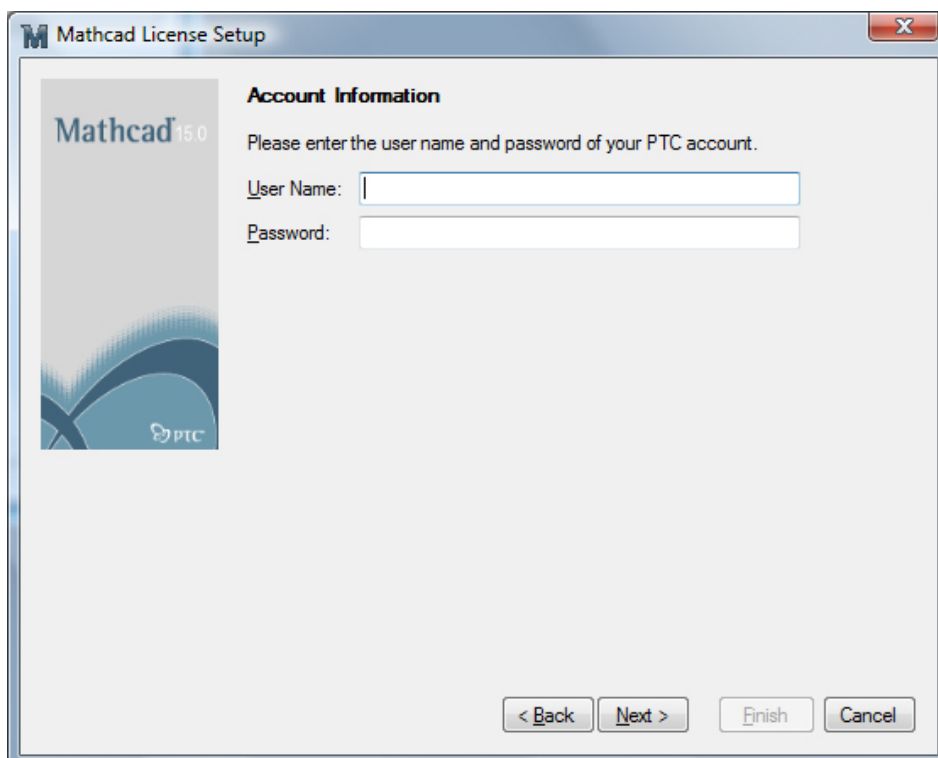 Mathcad License Setup
Account Information
Mathcad 15.0
Please enter the user name and password of your PTC account.
User Name:
Password:
PTC
< Back
Next >
Finish
Cancel